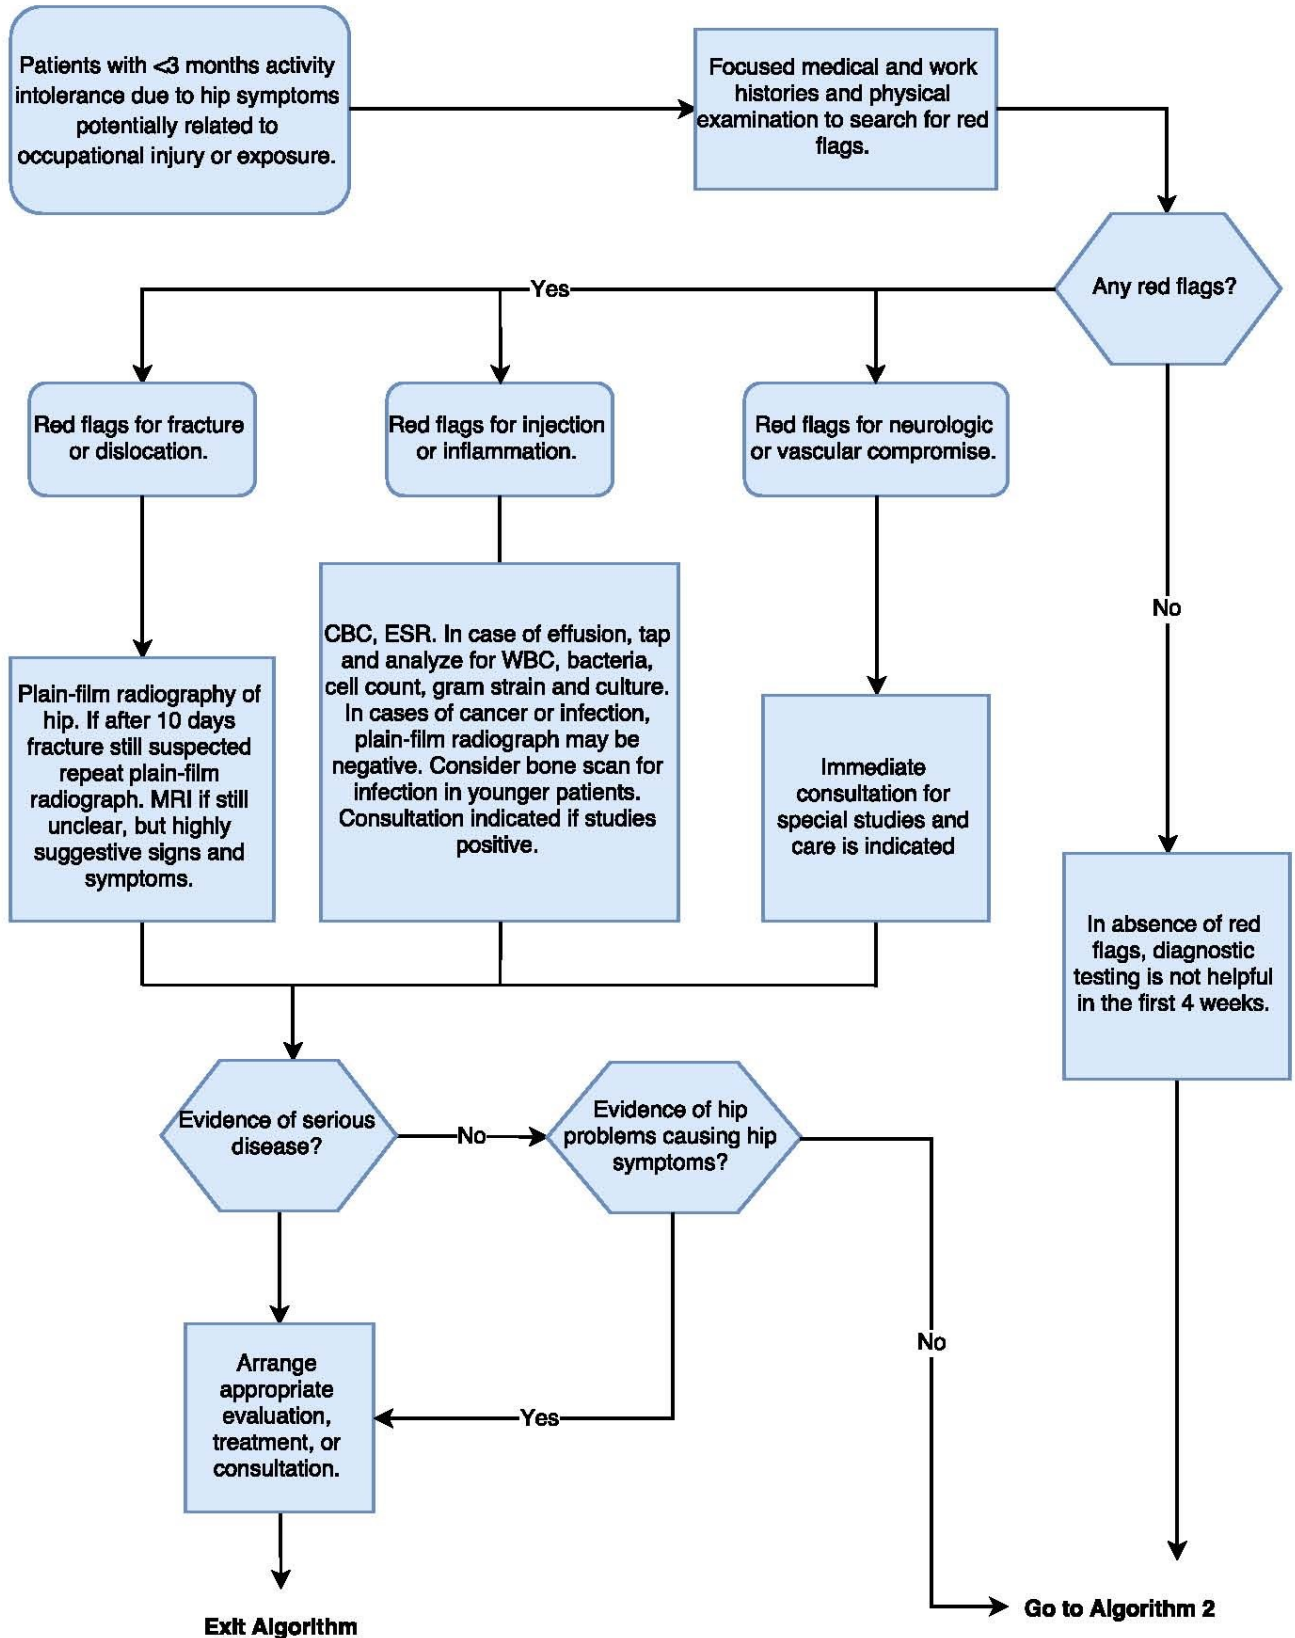 Patients with <3 months activity
intolerance due to hip symptoms
potentially related to
occupational injury or exposure.
Focused medical and work
histories and physical
examination to search for red
flags.
Any red flags?
Yes
Red flags for fracture
or dislocation.
Red flags for injection
or inflammation.
Red flags for neurologic
or vascular compromise.
No
Plain-film radiography of
hip. If after 10 days
fracture still suspected
repeat plain-film
radiograph. MRI if still
unclear, but highly
suggestive signs and
symptoms.
CBC, ESR. In case of effusion, tap
and analyze for WBC, bacteria,
cell count, gram strain and culture.
In cases of cancer or infection,
plain-film radiograph may be
negative. Consider bone scan for
infection in younger patients.
Consultation indicated if studies
positive.
Immediate
consultation for
special studies and
care is indicated
In absence of red
flags, diagnostic
testing is not helpful
in the first 4 weeks.
Evidence of serious
disease?
No
Evidence of hip
problems causing hip
symptoms?
Arrange
appropriate
evaluation,
treatment, or
consultation.
Yes
No
Exit Algorithm
Go to Algorithm 2